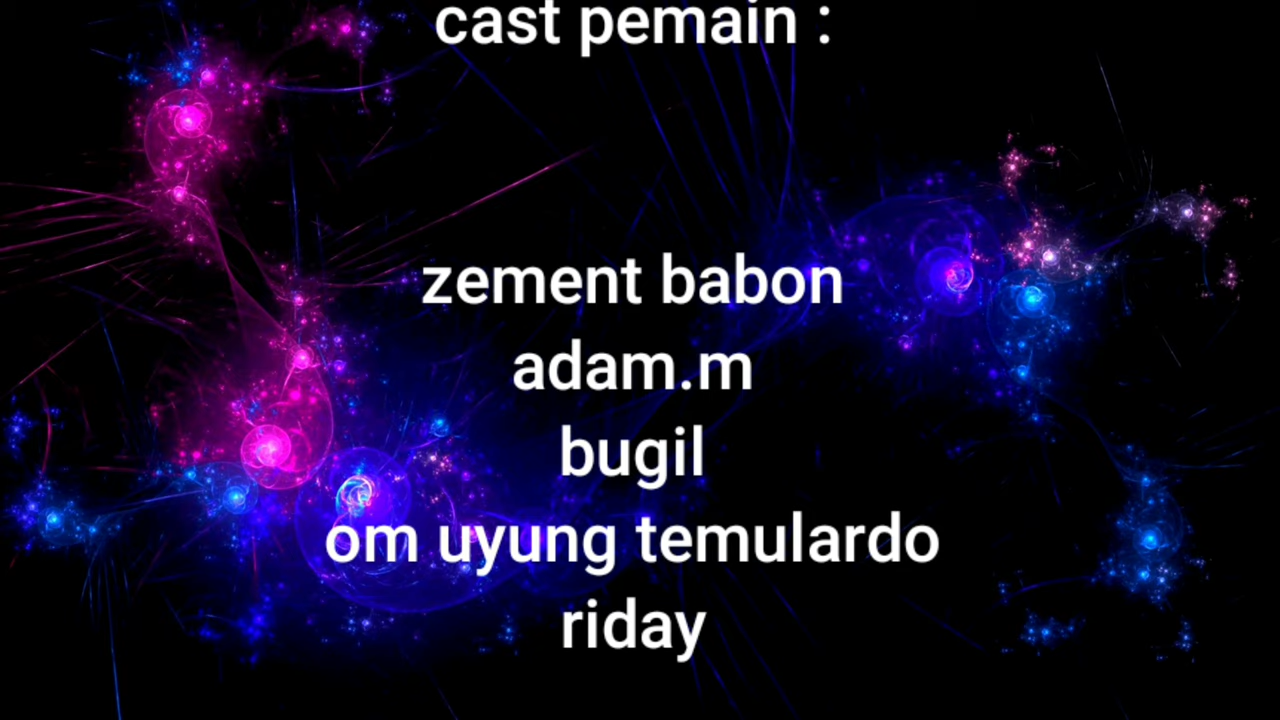 cast pemain :
zement babon
adam.m
bugil
om uyung temulardo
riday